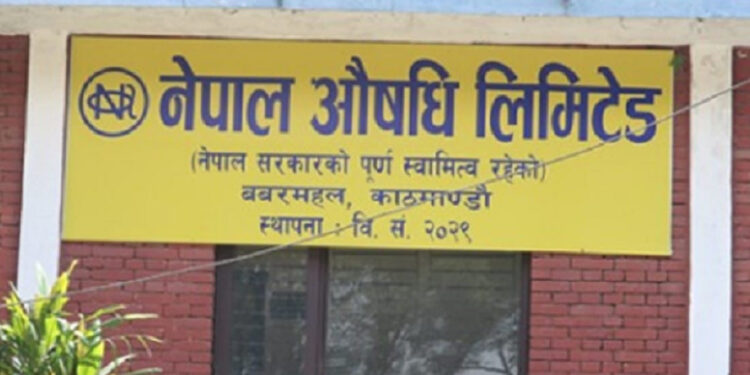 नेपाल औषधि लिमिटेड
(नेपाल सरकारको पूर्ण स्वामित्व रहेको)
बबरमहल, काठमाण्डौ
स्थापना : वि. सं. २०२९